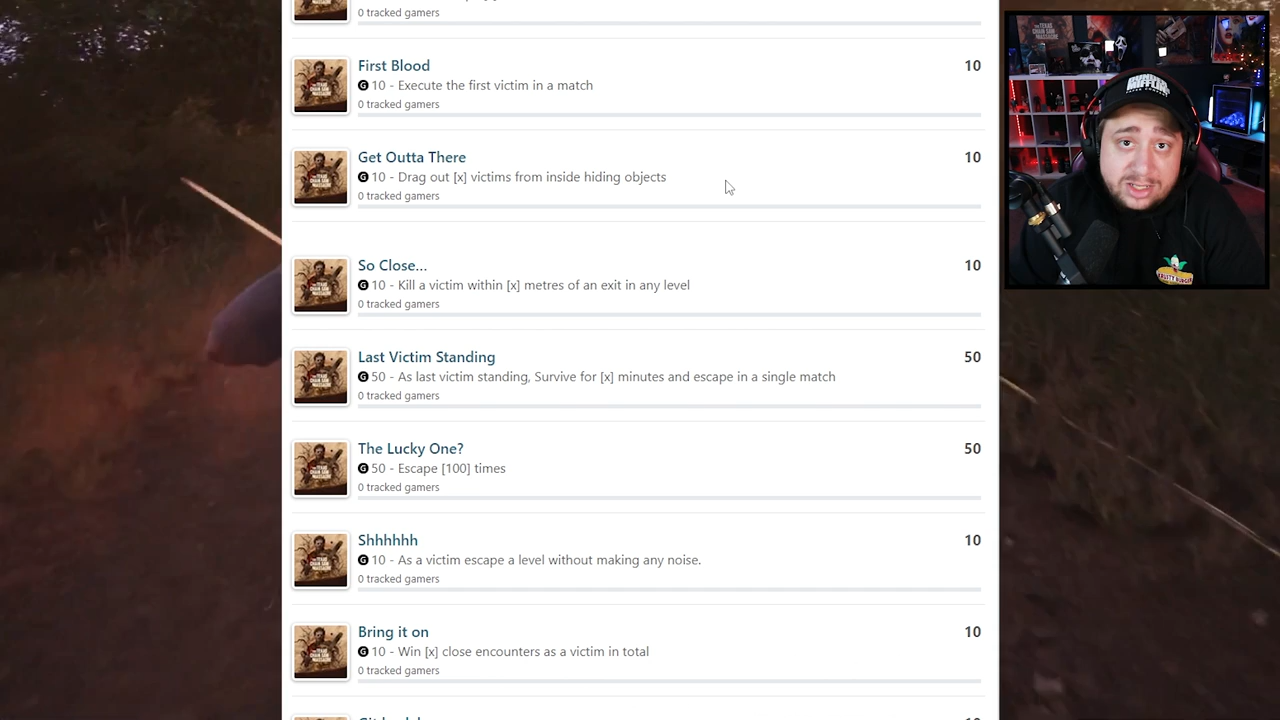 0 tracked gamers
First Blood
10
G 10 - Execute the first victim in a match
0 tracked gamers
Get Outta There
10
G 10 - Drag out [x] victims from inside hiding objects
0 tracked gamers
So Close...
10
G 10 - Kill a victim within [x] metres of an exit in any level
0 tracked gamers
Last Victim Standing
50
G 50 - As last victim standing, Survive for [x] minutes and escape in a single match
0 tracked gamers
The Lucky One?
50
G 50 - Escape [100] times
0 tracked gamers
Shhhhhh
10
G 10 - As a victim escape a level without making any noise.
0 tracked gamers
Bring it on
10
G 10 - Win [x] close encounters as a victim in total
0 tracked gamers